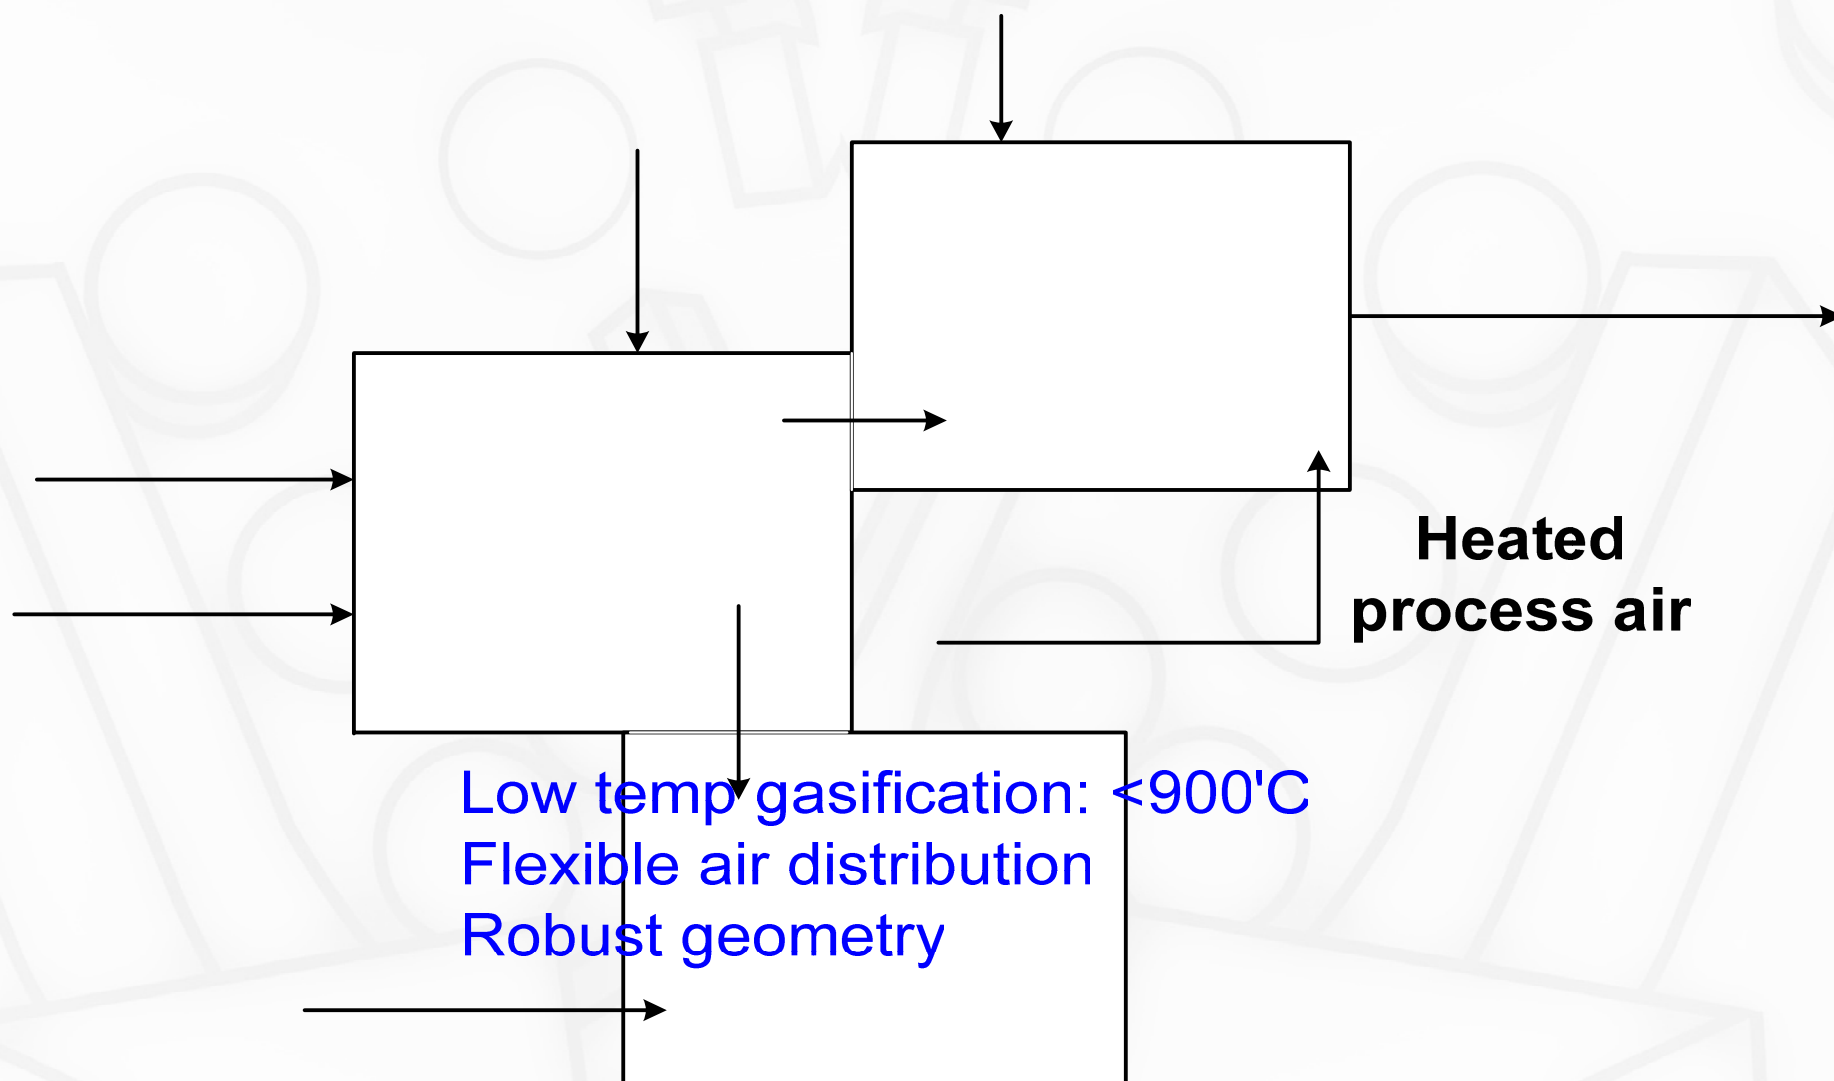 Heated
process air
Low temp gasification: <900'C
Flexible air distribution
Robust geometry